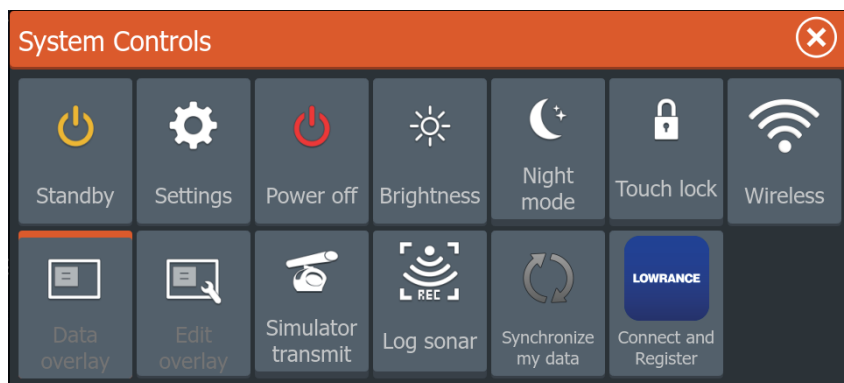 System Controls
Standby
Settings
Power off
Brightness
Night
mode
Touch lock
Wireless
Data
overlay
Edit
overlay
Simulator
transmit
REC
Log sonar
Synchronize
my data
LOWRANCE
Connect and
Register